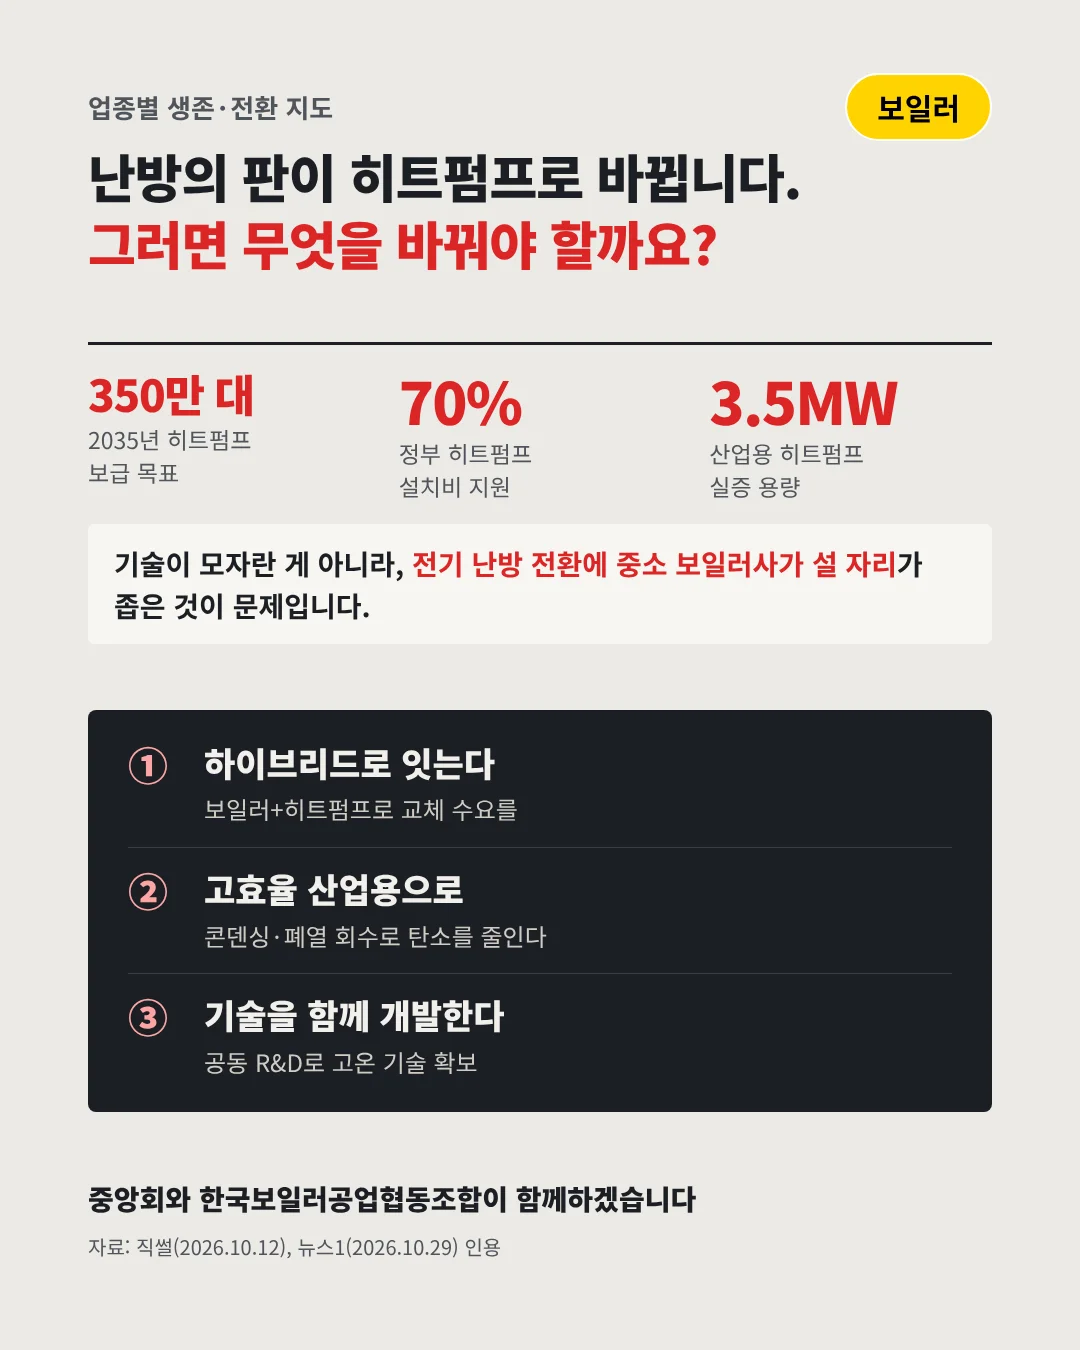 업종별 생존·전환 지도
보일러
난방의 판이 히트펌프로 바뀝니다.
그러면 무엇을 바꿔야 할까요?
350만 대
2035년 히트펌프
보급 목표
70%
정부 히트펌프
설치비 지원
3.5MW
산업용 히트펌프
실증 용량
기술이 모자란 게 아니라, 전기 난방 전환에 중소 보일러사가 설 자리가
좁은 것이 문제입니다.
① 하이브리드로 잇는다
보일러+히트펌프로 교체 수요를
② 고효율 산업용으로
콘덴싱·폐열 회수로 탄소를 줄인다
③ 기술을 함께 개발한다
공동 R&D로 고온 기술 확보
중앙회와 한국보일러공업협동조합이 함께하겠습니다
자료: 직썰(2026.10.12), 뉴스1(2026.10.29) 인용